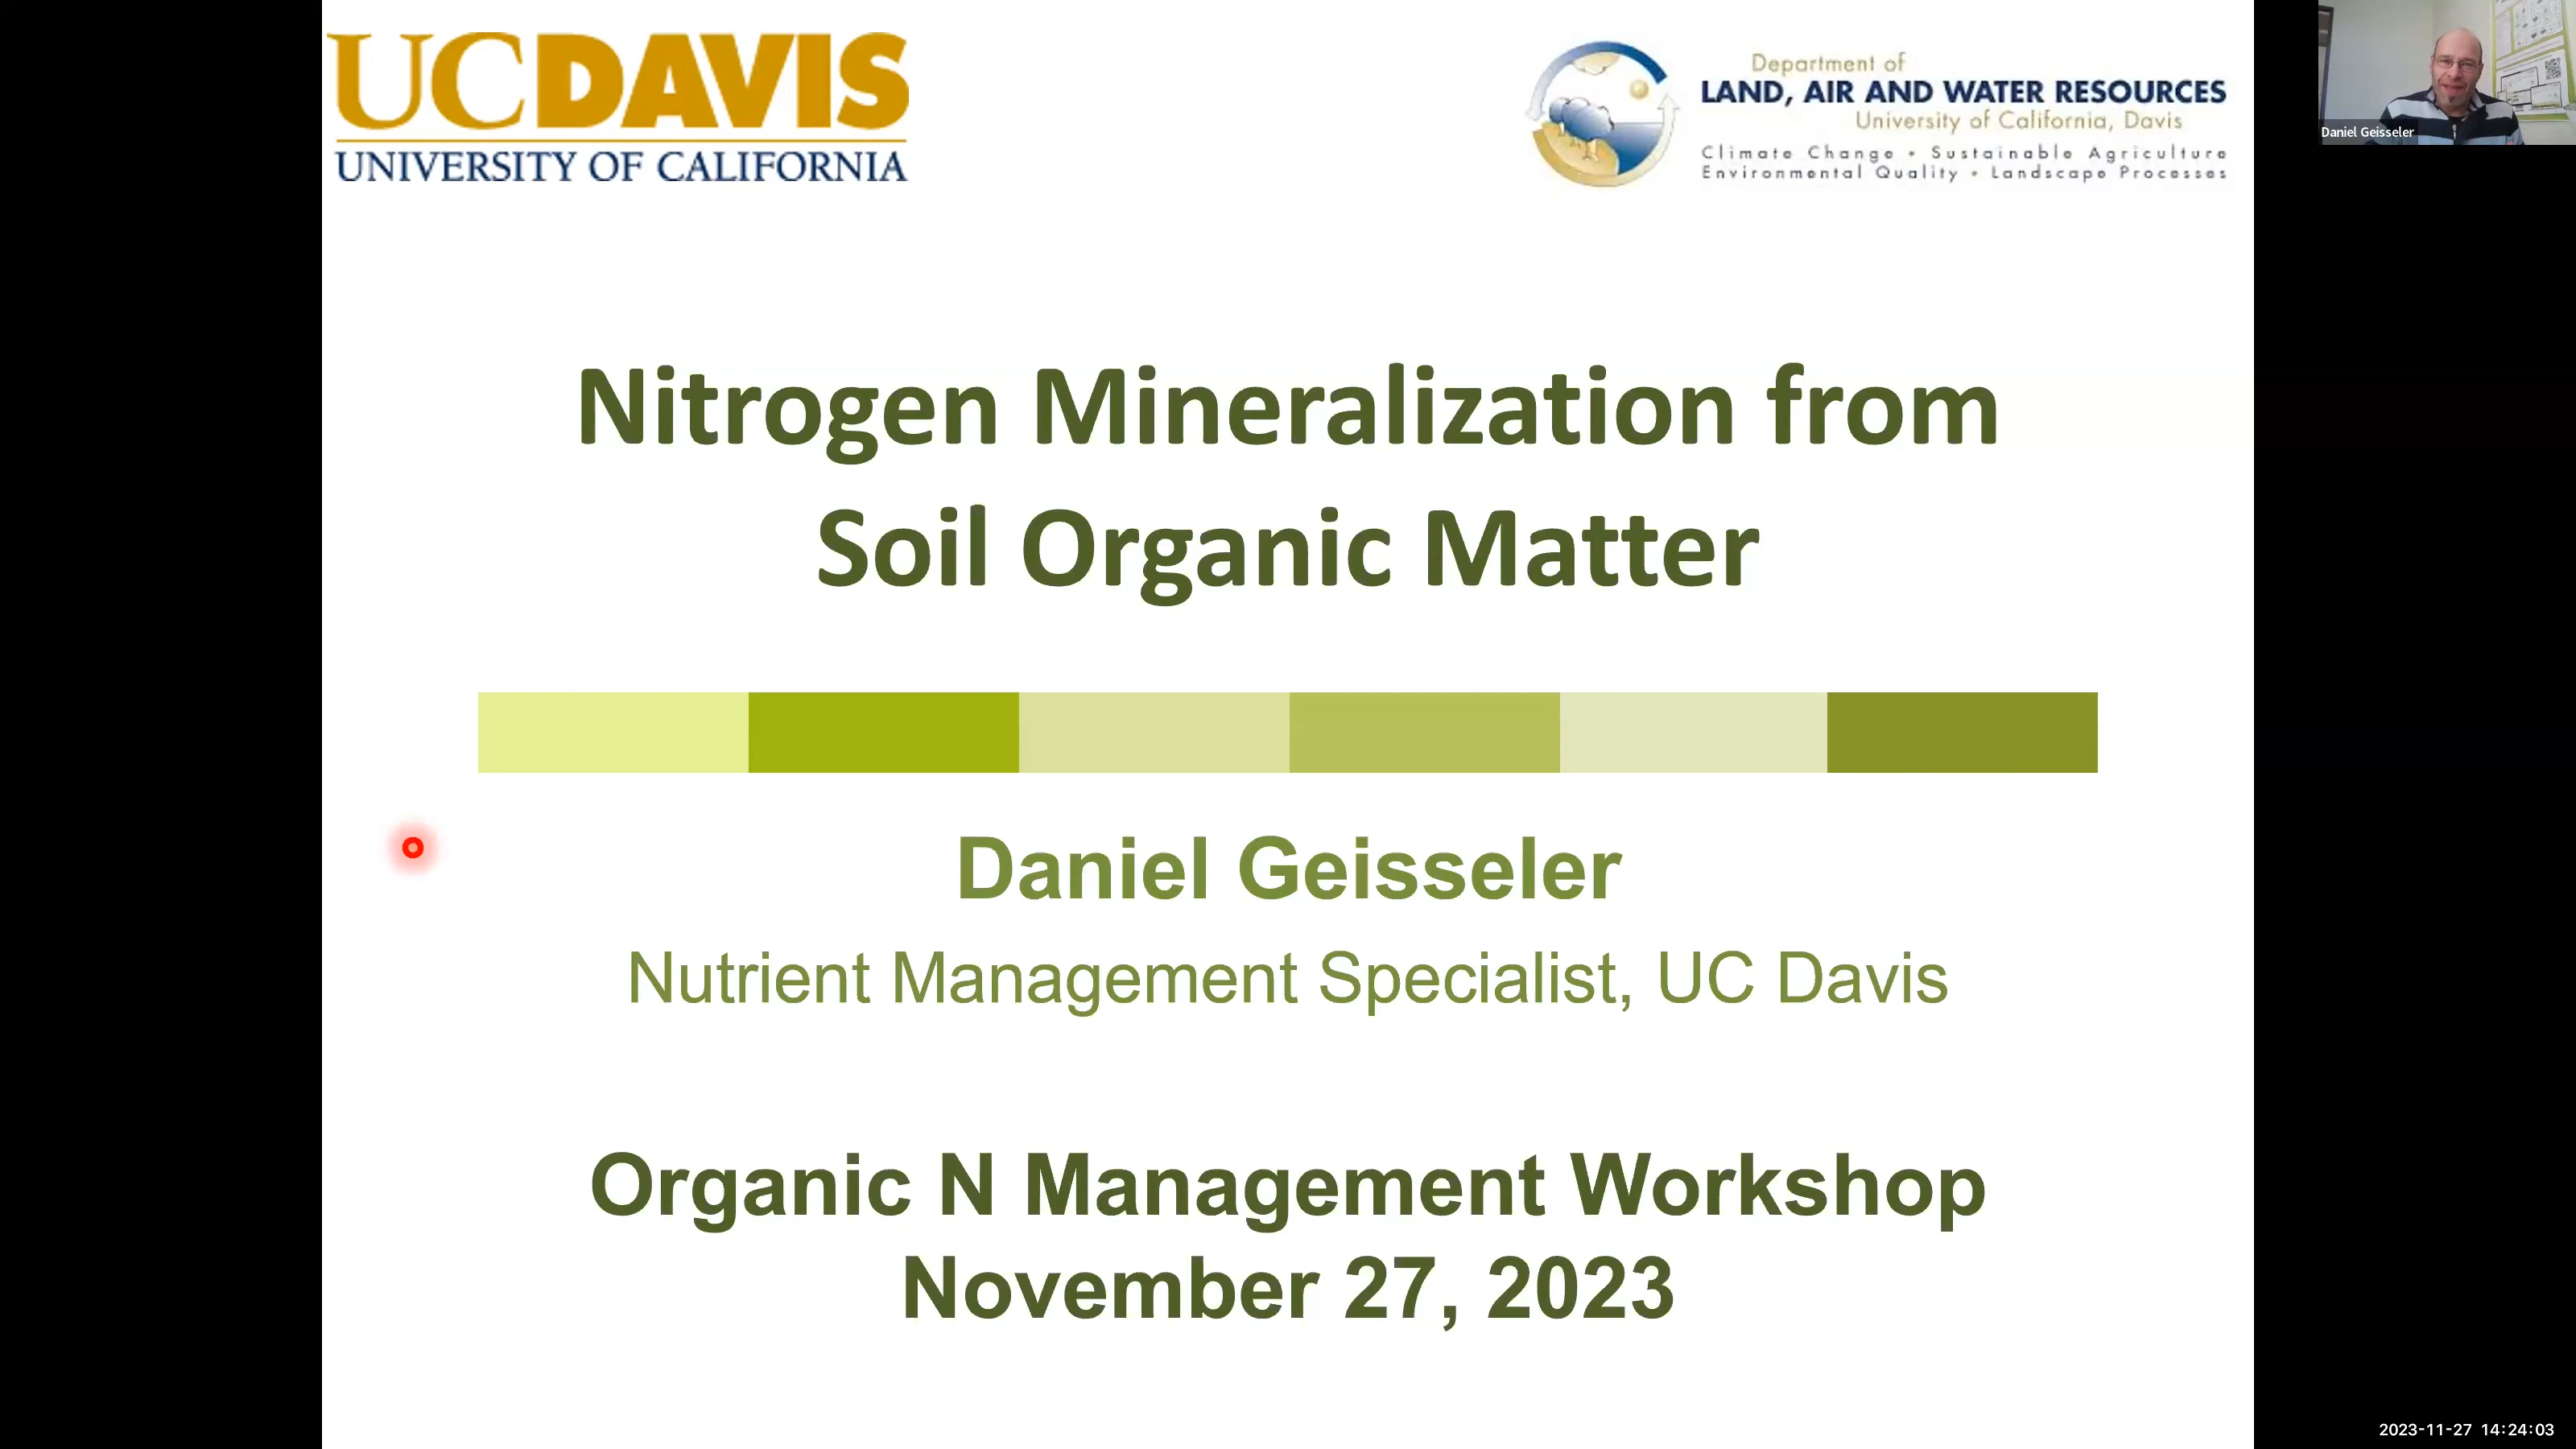 UCDAVIS
UNIVERSITY OF CALIFORNIA
Department of
LAND, AIR AND WATER RESOURCES
University of California, Davis
Climate Change • Sustainable Agriculture
Environmental Quality • Landscape Processes
Daniel Geisseler
Nitrogen Mineralization from
Soil Organic Matter
Daniel Geisseler
Nutrient Management Specialist, UC Davis
Organic N Management Workshop
November 27, 2023
2023-11-27 14:24:03